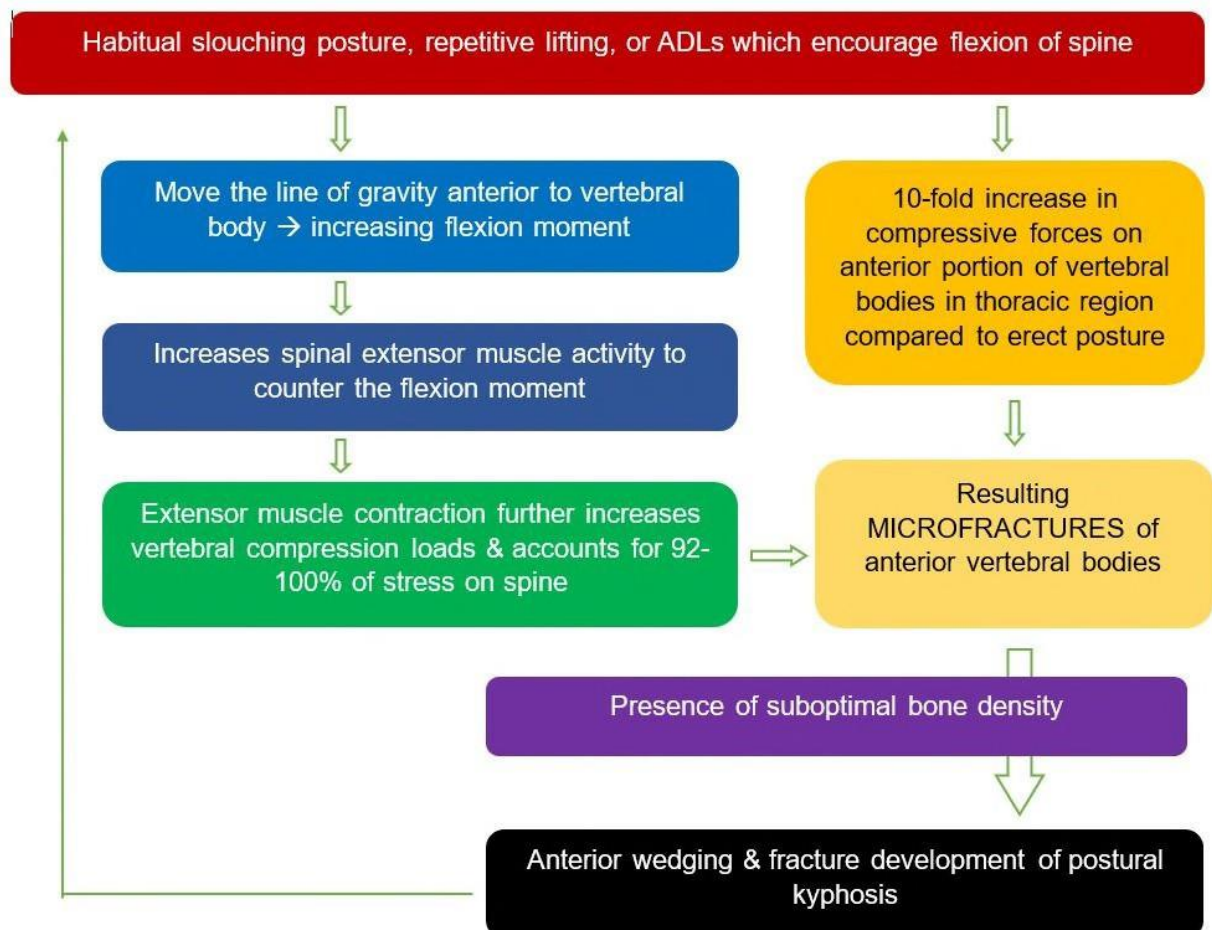 Habitual slouching posture, repetitive lifting, or ADLs which encourage flexion of spine
Move the line of gravity anterior to vertebral
body → increasing flexion moment
Increases spinal extensor muscle activity to
counter the flexion moment
Extensor muscle contraction further increases
vertebral compression loads & accounts for 92-
100% of stress on spine
10-fold increase in
compressive forces on
anterior portion of vertebral
bodies in thoracic region
compared to erect posture
Resulting
MICROFRACTURES of
anterior vertebral bodies
Presence of suboptimal bone density
Anterior wedging & fracture development of postural
kyphosis